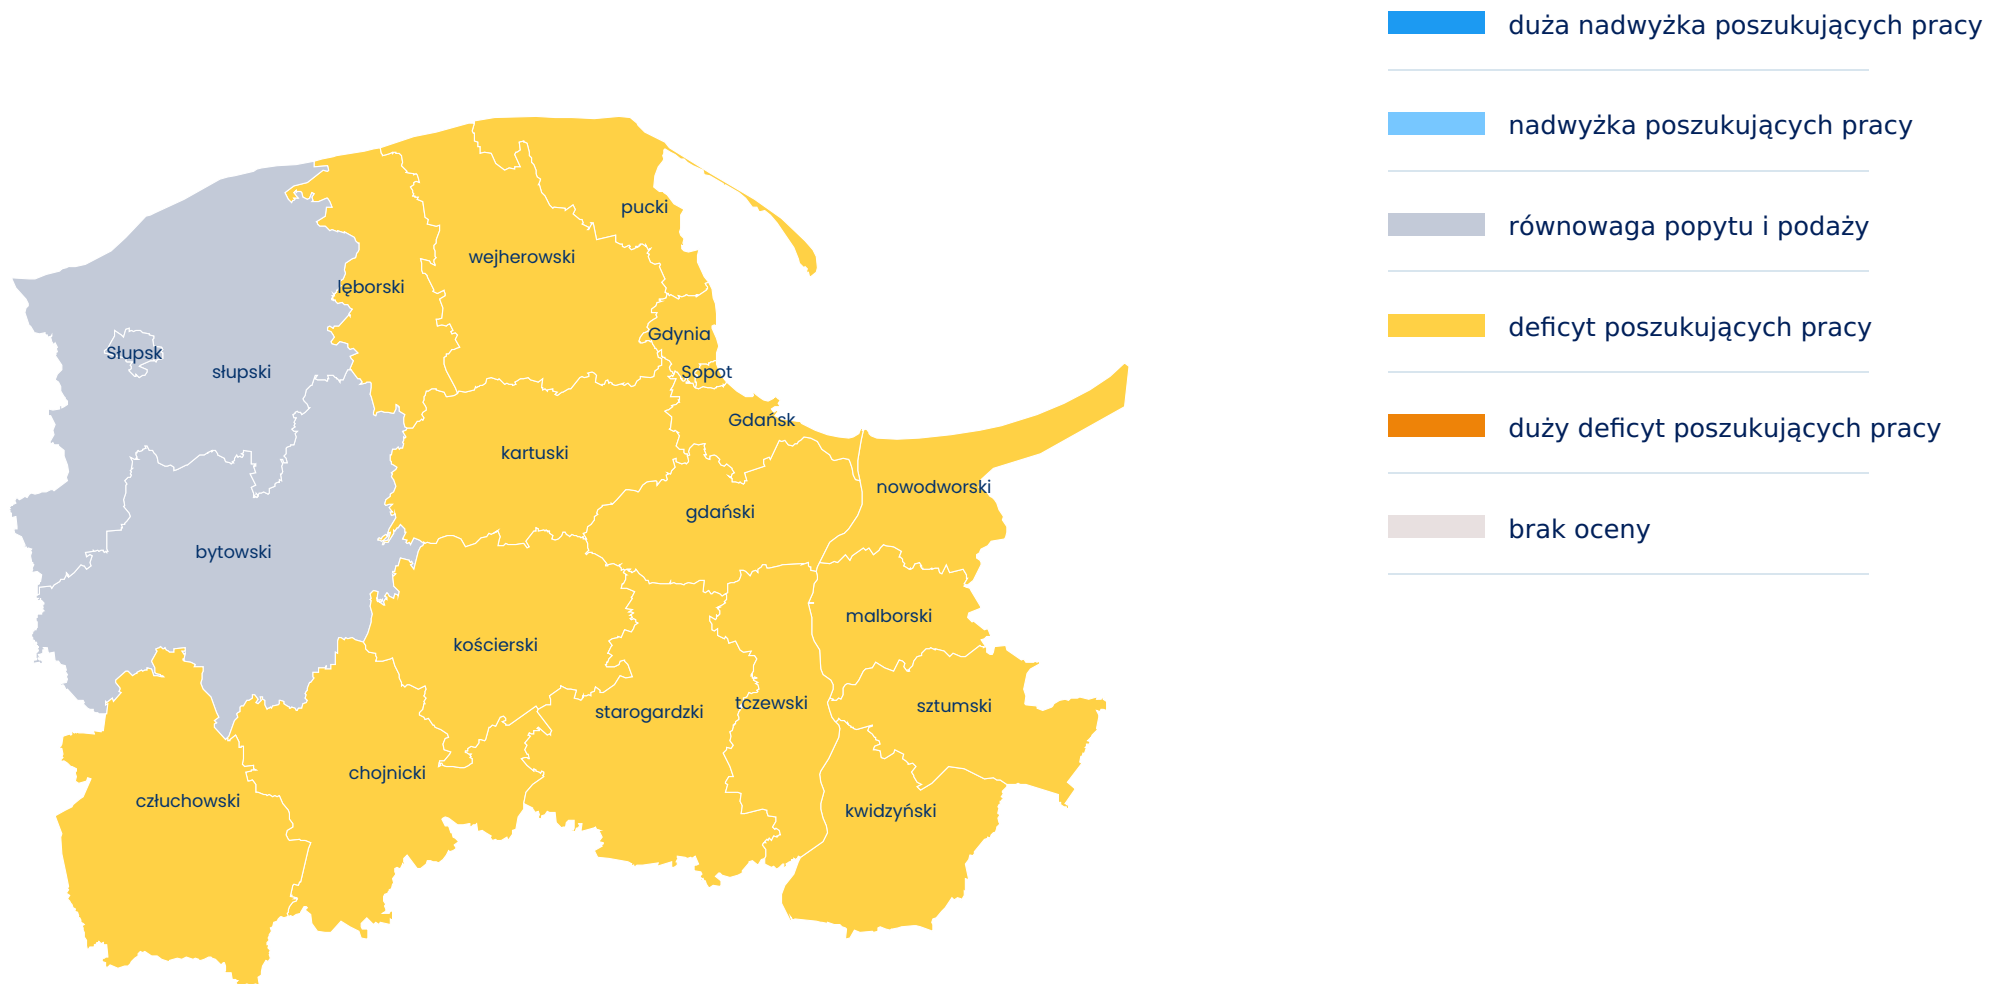 duża nadwyżka poszukujących pracy
nadwyżka poszukujących pracy
równowaga popytu i podaży
deficyt poszukujących pracy
duży deficyt poszukujących pracy
brak oceny
pucki
wejherowski
lęborski
Gdynia
Słupsk
słupski
Sopot
Gdańsk
kartuski
nowodworski
gdański
bytowski
malborski
kościerski
tczewski
sztumski
starogardzki
chojnicki
człuchowski
kwidzyński